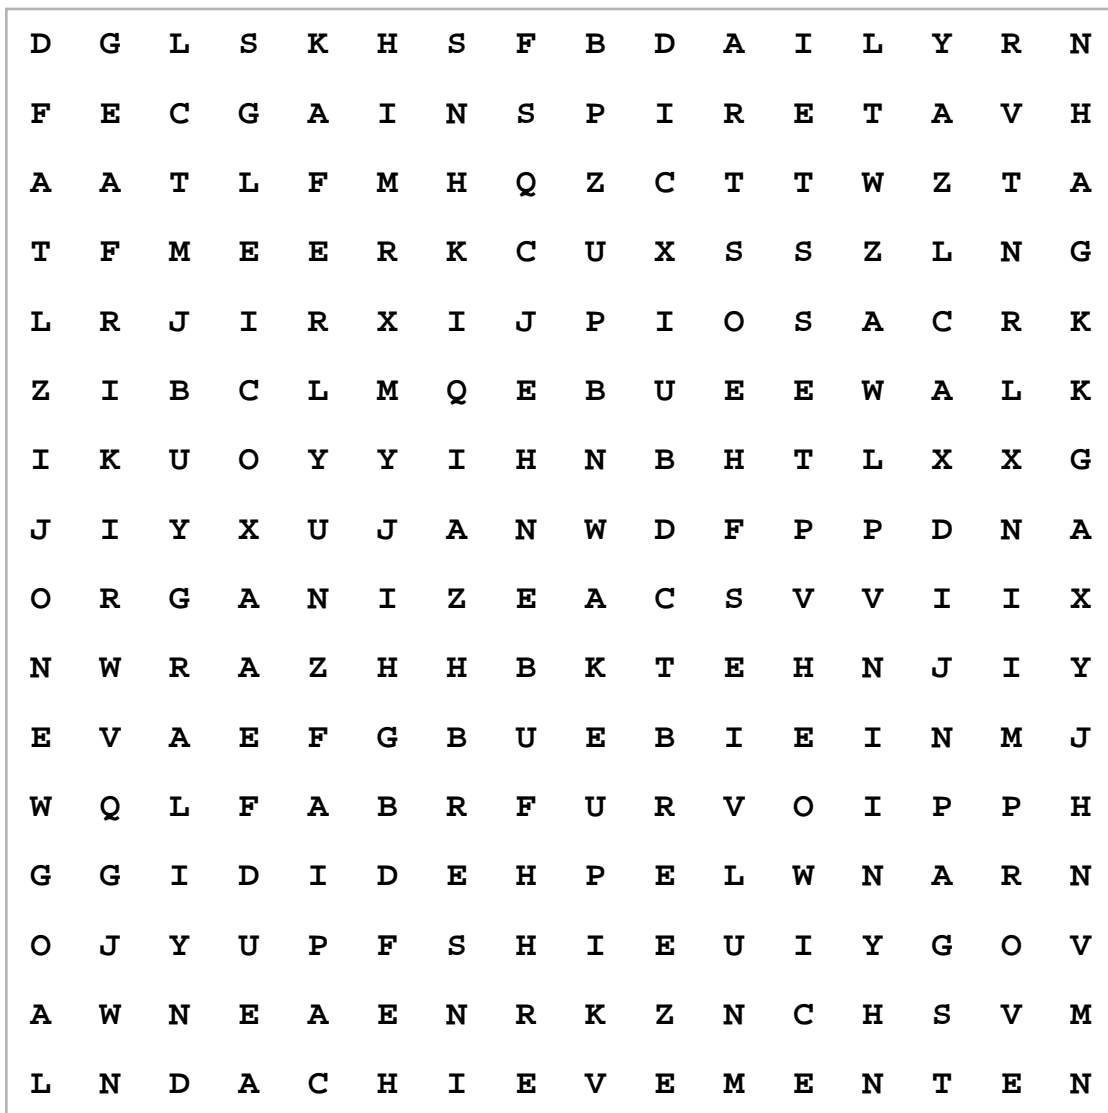 D G L S K H S F B D A I L Y R N
F E C G A I N S P I R E T A V H
A A T L F M H Q Z C T T W Z T A
T F M E E R K C U X S S Z L N G
L R J I R X I J P I O S A C R K
Z I B C L M Q E B U E E W A L K
I K U O Y Y I H N B H T L X X G
J I Y X U J A N W D F P P D N A
O R G A N I Z E A C S V V I I X
N W R A Z H H B K T E H N J I Y
E V A E F G B U E B I E I N M J
W Q L F A B R F U R V O I P P H
G G I D I D E H P E L W N A R N
O J Y U P F S H I E U I Y G O V
A W N E A E N R K Z N C H S V M
L N D A C H I E V E M E N T E N